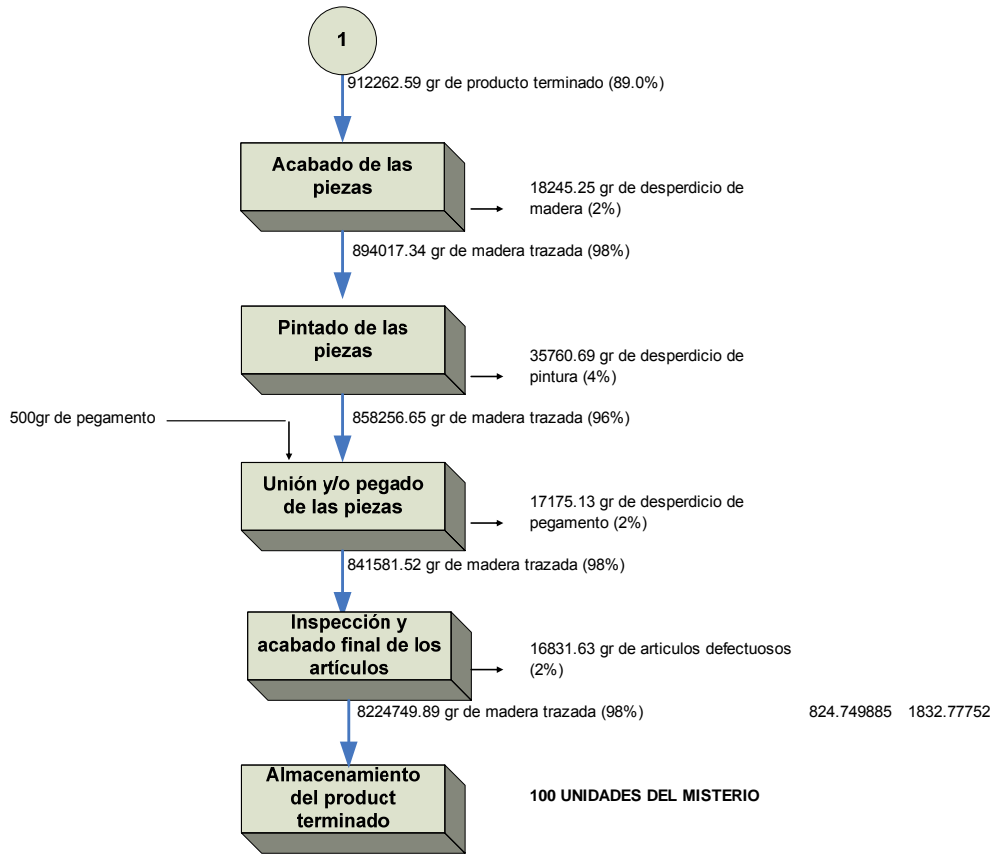 1
912262.59 gr de producto terminado (89.0%)
Acabado de las
piezas
18245.25 gr de desperdicio de
madera (2%)
894017.34 gr de madera trazada (98%)
Pintado de las
piezas
35760.69 gr de desperdicio de
pintura (4%)
500gr de pegamento
858256.65 gr de madera trazada (96%)
Unión y/o pegado
de las piezas
17175.13 gr de desperdicio de
pegamento (2%)
841581.52 gr de madera trazada (98%)
Inspección y
acabado final de los
artículos
16831.63 gr de articulos defectuosos
(2%)
8224749.89 gr de madera trazada (98%)
824.749885 1832.77752
Almacenamiento
del product
terminado
100 UNIDADES DEL MISTERIO